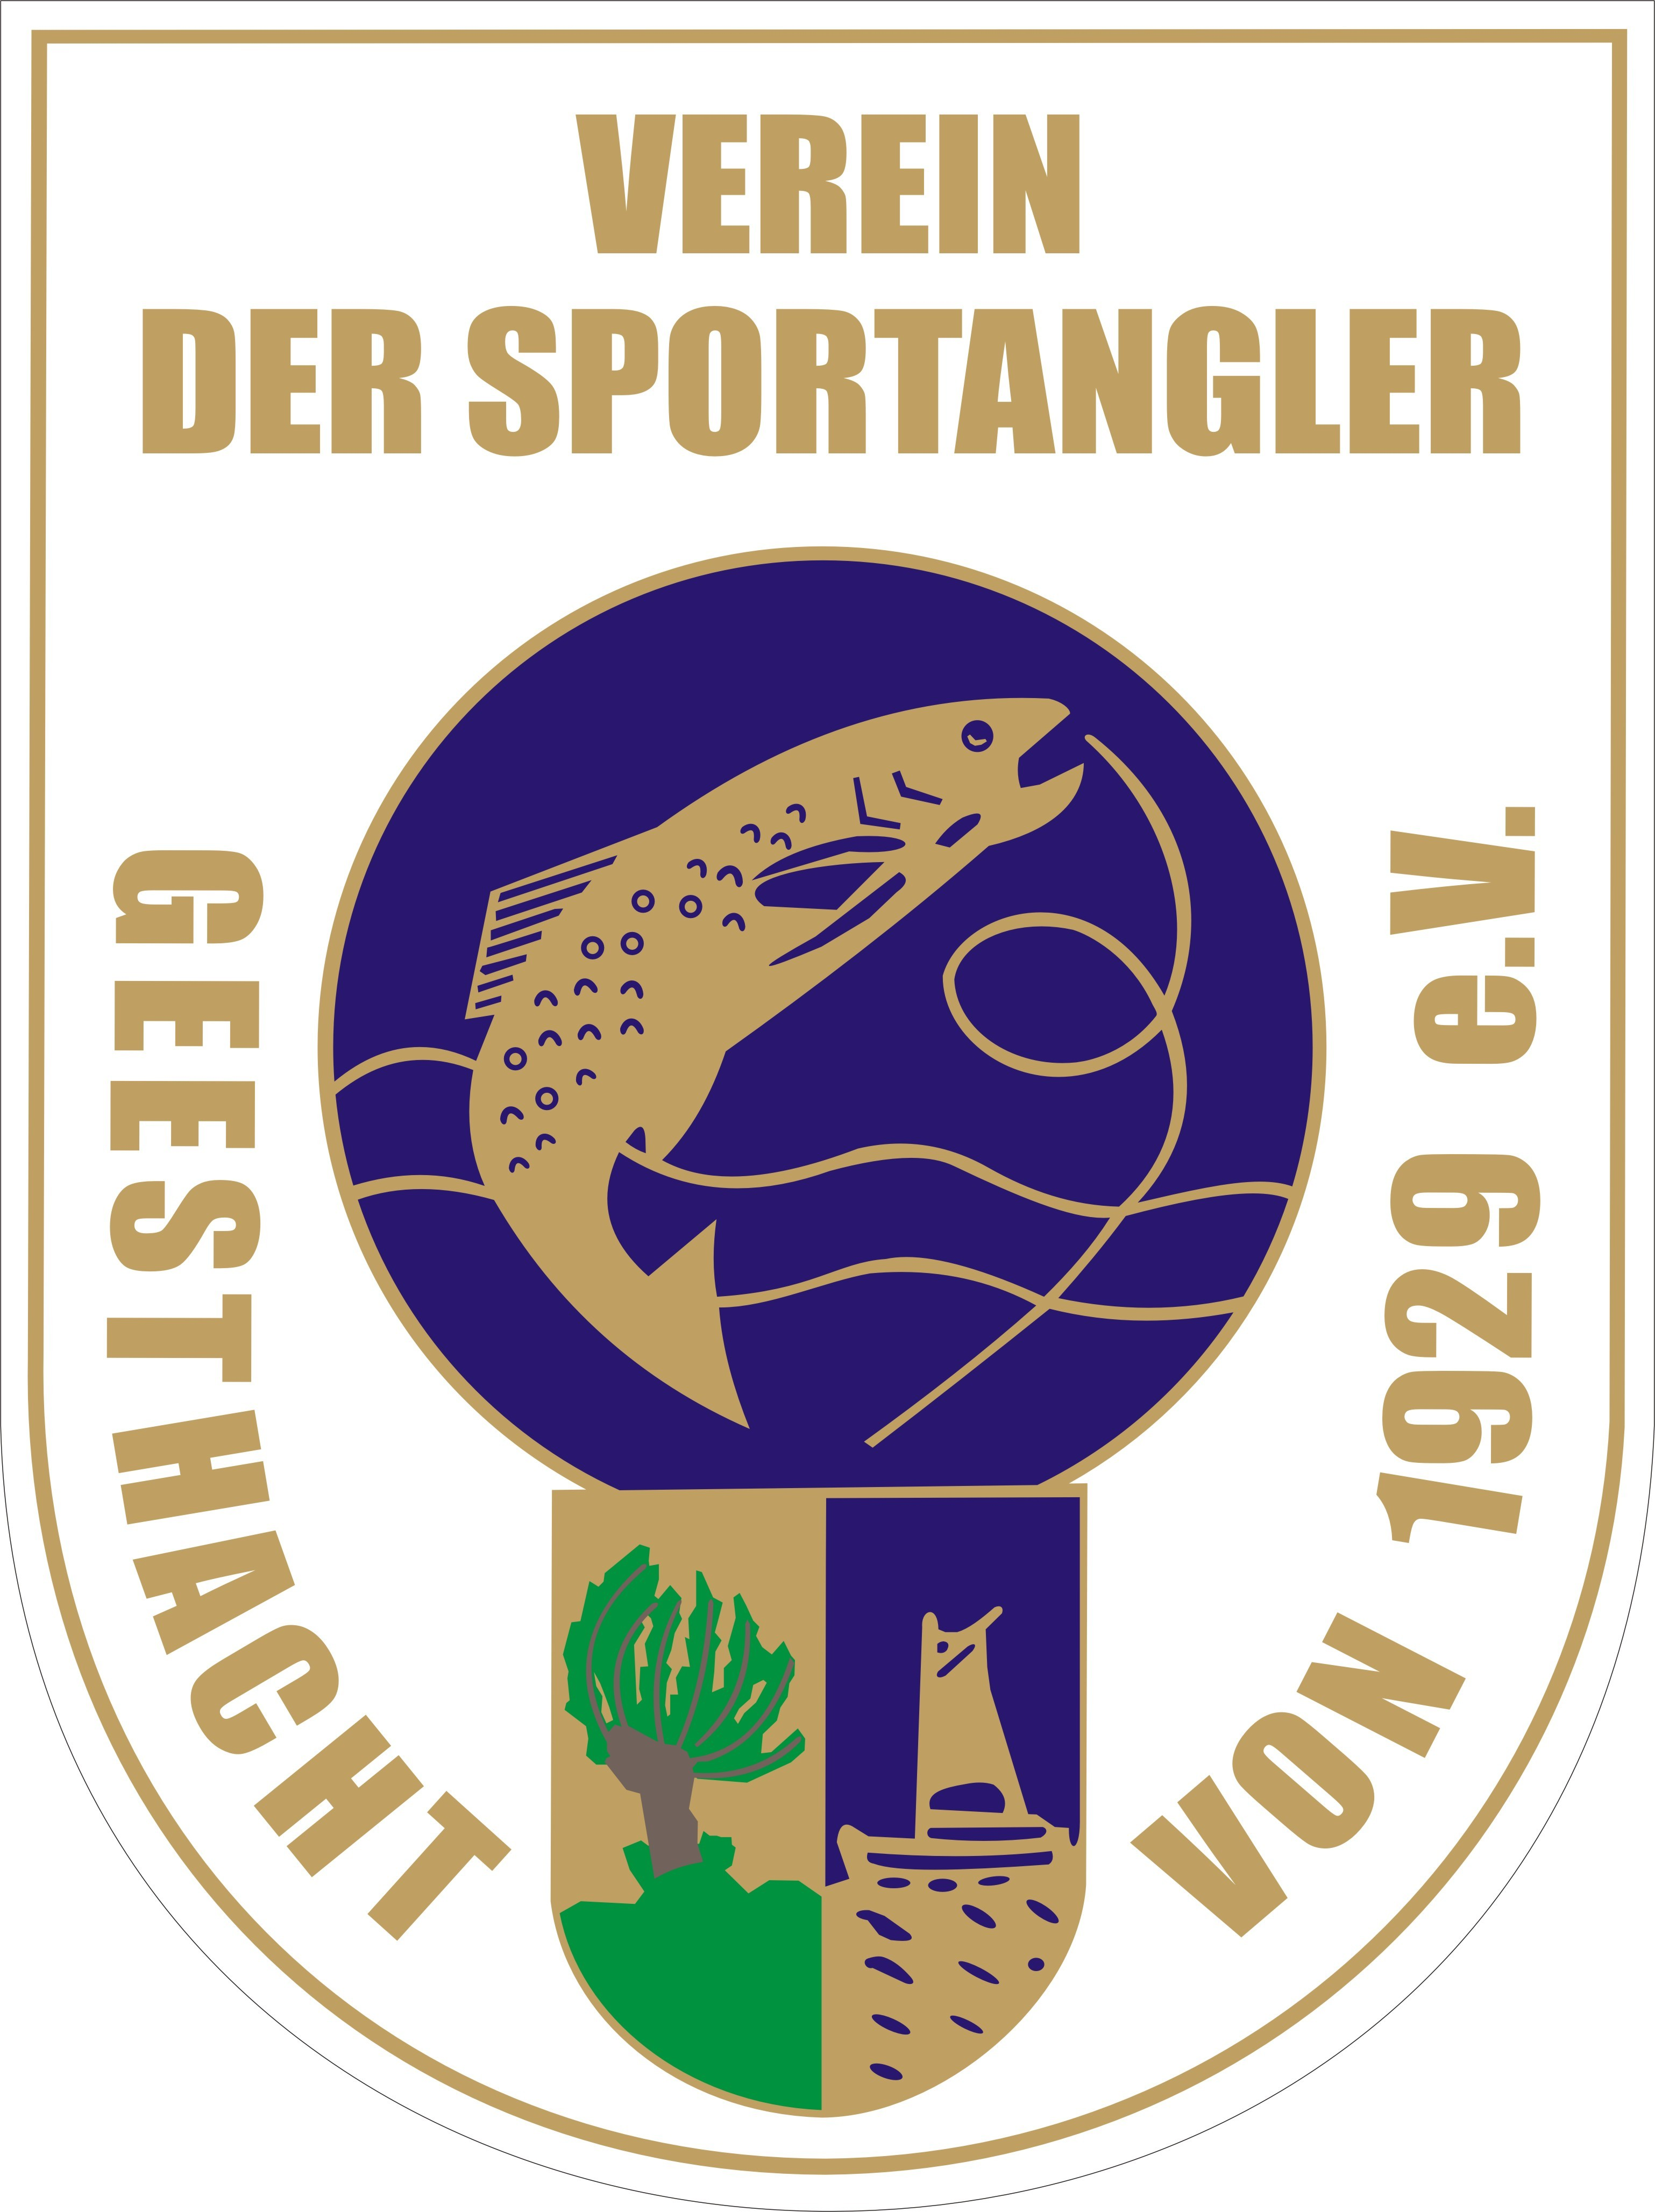 VEREIN
DER SPORTANGLER
GEESTHACHT
VON 1929 e.V.